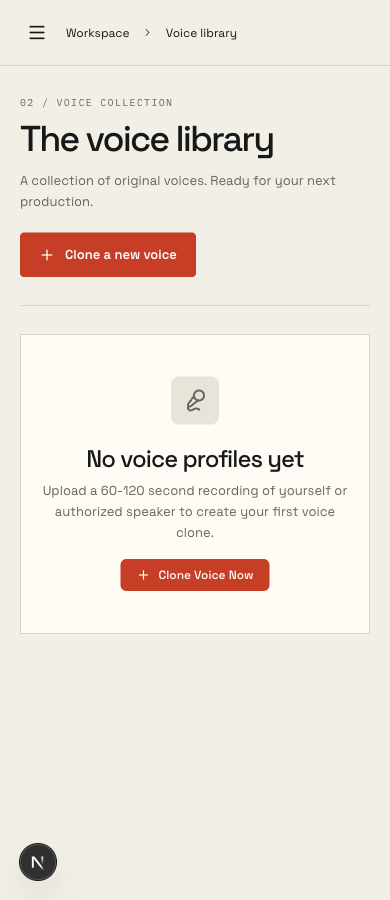 Workspace > Voice library
02 / VOICE COLLECTION
The voice library
A collection of original voices. Ready for your next
production.
+ Clone a new voice
No voice profiles yet
Upload a 60-120 second recording of yourself or
authorized speaker to create your first voice
clone.
+ Clone Voice Now
N